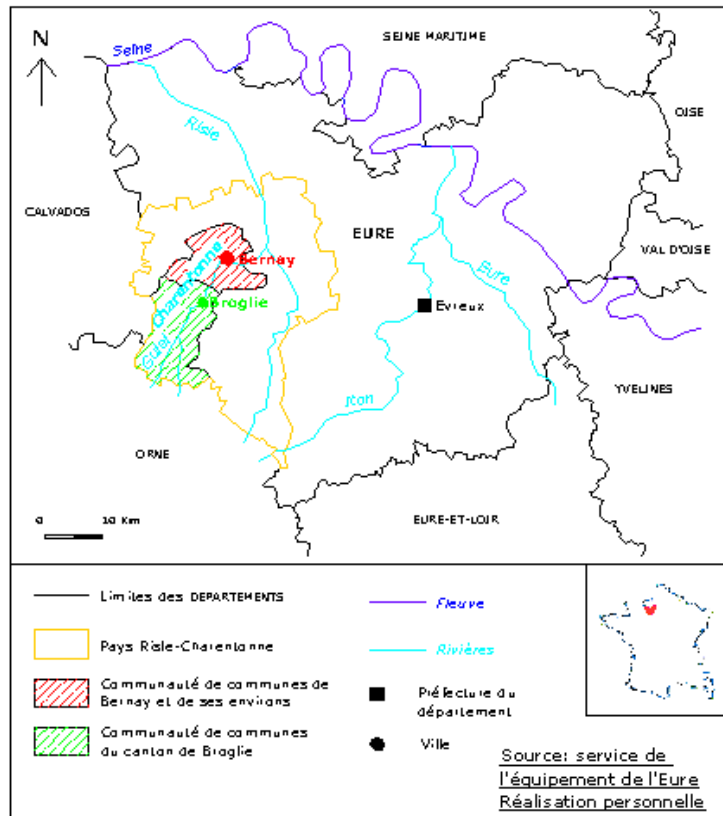 N
Seine
SEINE MARITIME
OISE
Risle
CALVADOS
EURE
VAL D'OISE
Bernay
Charentonne
Eure
Broglie
Evreux
Guiel
YVELINES
Iton
ORNE
0 10 Km
EURE-ET-LOIR
Limites des DEPARTEMENTS
Fleuve
Pays Risle-Charentonne
Rivières
Communauté de communes de
Bernay et de ses environs
Préfecture du
département
Communauté de communes
du canton de Broglie
Ville
Source: service de
l'équipement de l'Eure
Réalisation personnelle